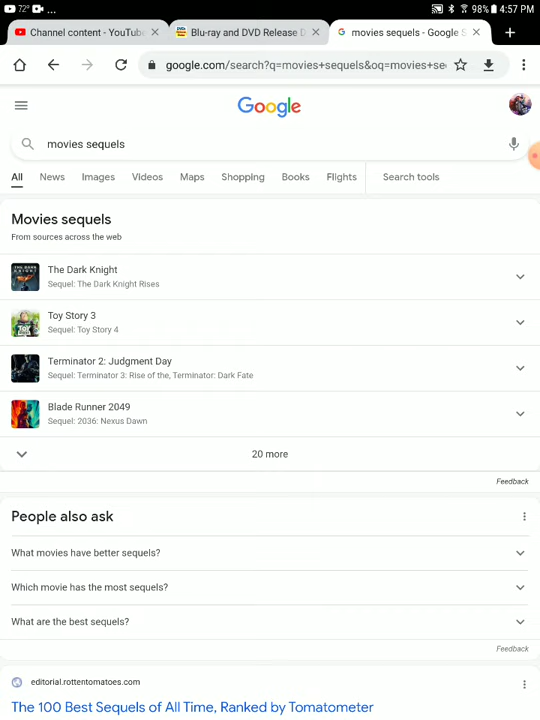 72° ...
98% 4:57 PM
Channel content - YouTub
Blu-ray and DVD Release D
movies sequels - Google S
google.com/search?q=movies+sequels&oq=movies+se
Google
movies sequels
All News Images Videos Maps Shopping Books Flights Search tools
Movies sequels
From sources across the web
The Dark Knight
Sequel: The Dark Knight Rises
Toy Story 3
Sequel: Toy Story 4
Terminator 2: Judgment Day
Sequel: Terminator 3: Rise of the, Terminator: Dark Fate
Blade Runner 2049
Sequel: 2036: Nexus Dawn
20 more
Feedback
People also ask
What movies have better sequels?
Which movie has the most sequels?
What are the best sequels?
Feedback
editorial.rottentomatoes.com
The 100 Best Sequels of All Time, Ranked by Tomatometer